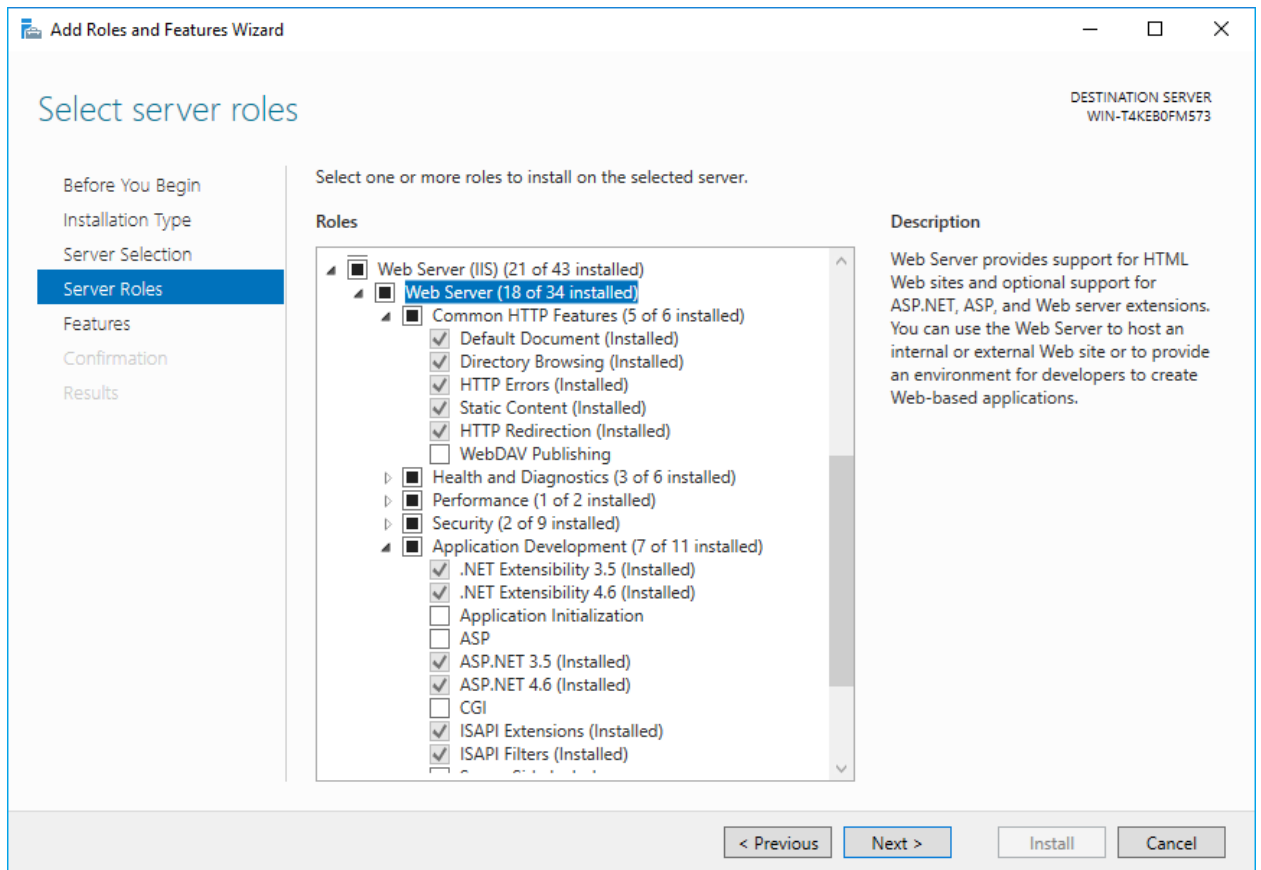 Add Roles and Features Wizard
Select server roles
DESTINATION SERVER
WIN-T4KEB0FM573
Before You Begin
Installation Type
Server Selection
Server Roles
Features
Confirmation
Results
Select one or more roles to install on the selected server.
Roles
Web Server (IIS) (21 of 43 installed)
Web Server (18 of 34 installed)
Common HTTP Features (5 of 6 installed)
Default Document (Installed)
Directory Browsing (Installed)
HTTP Errors (Installed)
Static Content (Installed)
HTTP Redirection (Installed)
WebDAV Publishing
Health and Diagnostics (3 of 6 installed)
Performance (1 of 2 installed)
Security (2 of 9 installed)
Application Development (7 of 11 installed)
.NET Extensibility 3.5 (Installed)
.NET Extensibility 4.6 (Installed)
Application Initialization
ASP
ASP.NET 3.5 (Installed)
ASP.NET 4.6 (Installed)
CGI
ISAPI Extensions (Installed)
ISAPI Filters (Installed)
Description
Web Server provides support for HTML
Web sites and optional support for
ASP.NET, ASP, and Web server extensions.
You can use the Web Server to host an
internal or external Web site or to provide
an environment for developers to create
Web-based applications.
< Previous
Next >
Install
Cancel